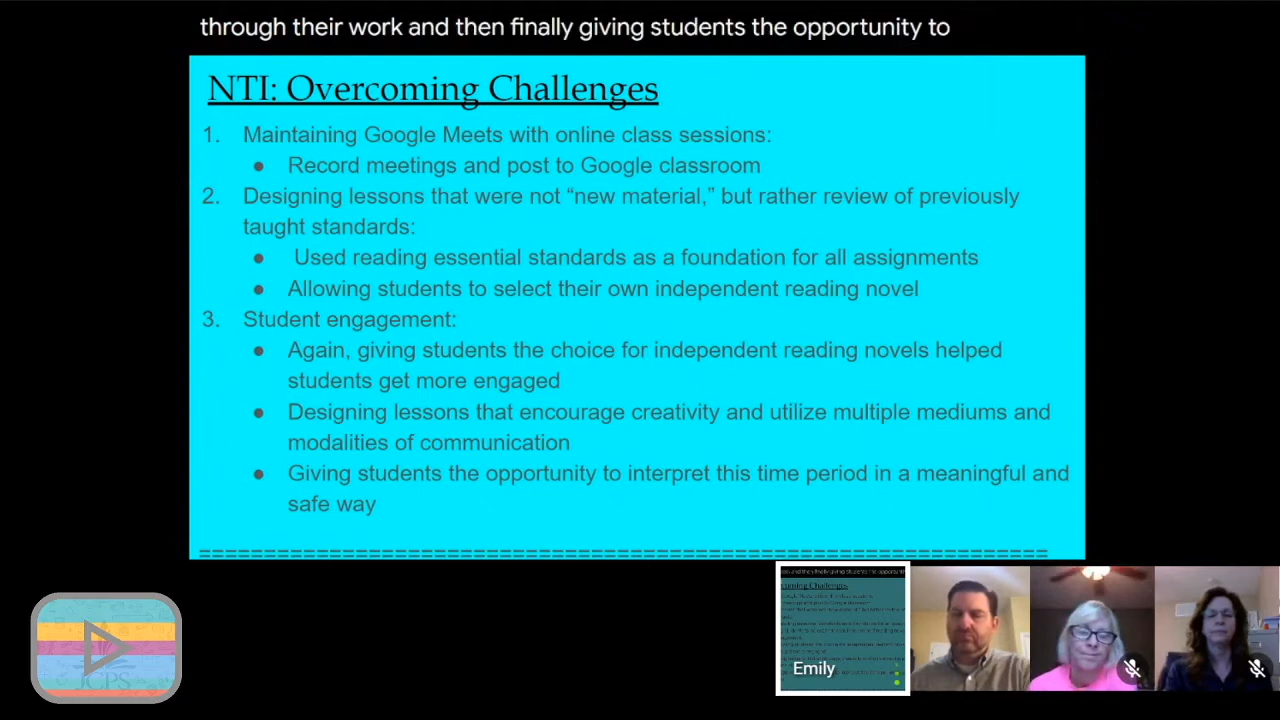 through their work and then finally giving students the opportunity to
NTI: Overcoming Challenges
1. Maintaining Google Meets with online class sessions:
● Record meetings and post to Google classroom
2. Designing lessons that were not “new material,” but rather review of previously
taught standards:
● Used reading essential standards as a foundation for all assignments
● Allowing students to select their own independent reading novel
3. Student engagement:
● Again, giving students the choice for independent reading novels helped
students get more engaged
● Designing lessons that encourage creativity and utilize multiple mediums and
modalities of communication
● Giving students the opportunity to interpret this time period in a meaningful and
safe way
Emily
JCPS